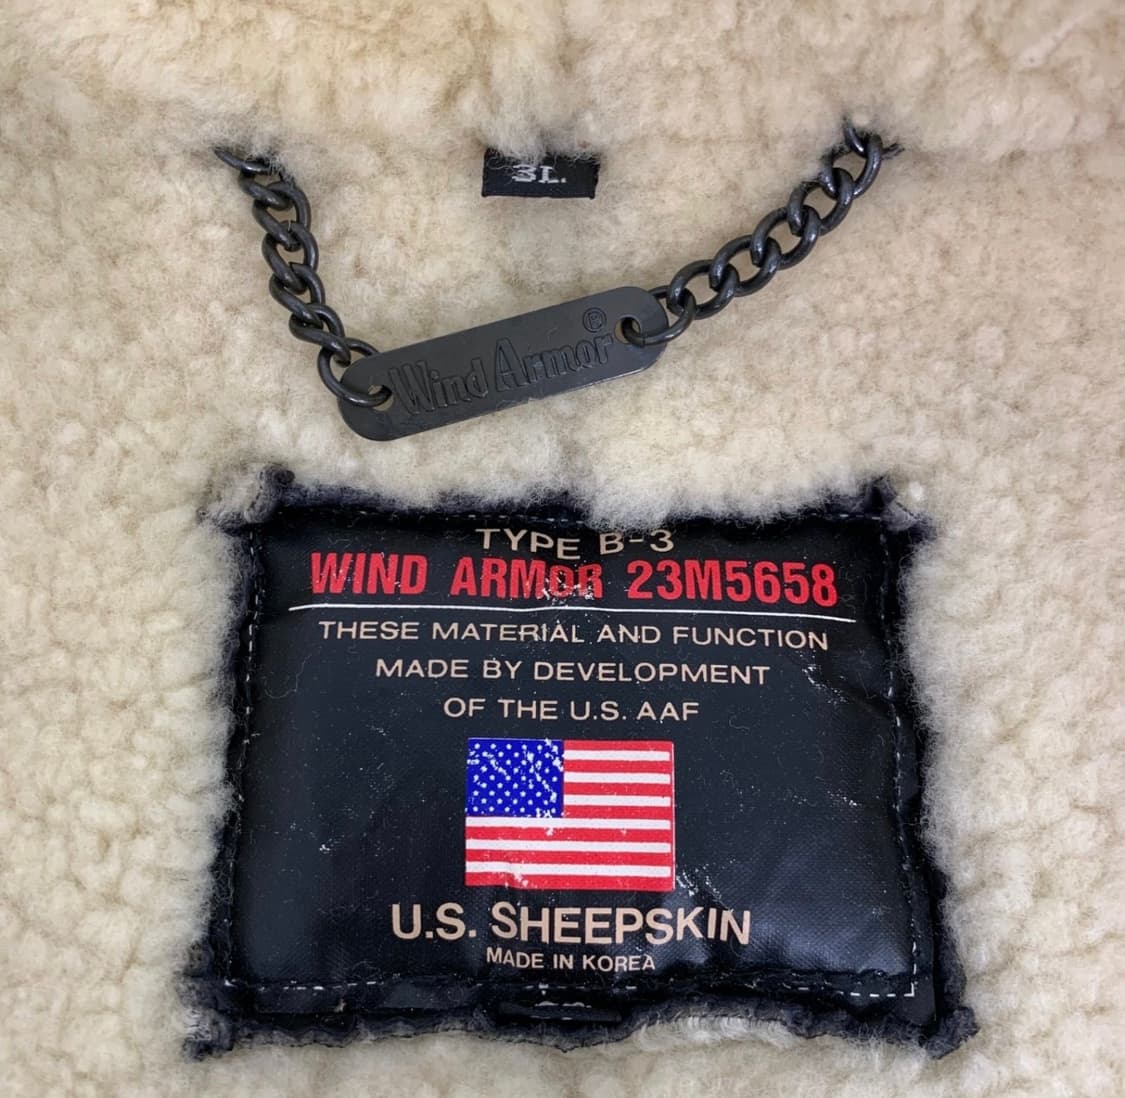 3L.
Wind Armor®
TYPE B-3
WIND ARMOR 23M5658
THESE MATERIAL AND FUNCTION
MADE BY DEVELOPMENT
OF THE U.S. AAF
U.S. SHEEPSKIN
MADE IN KOREA